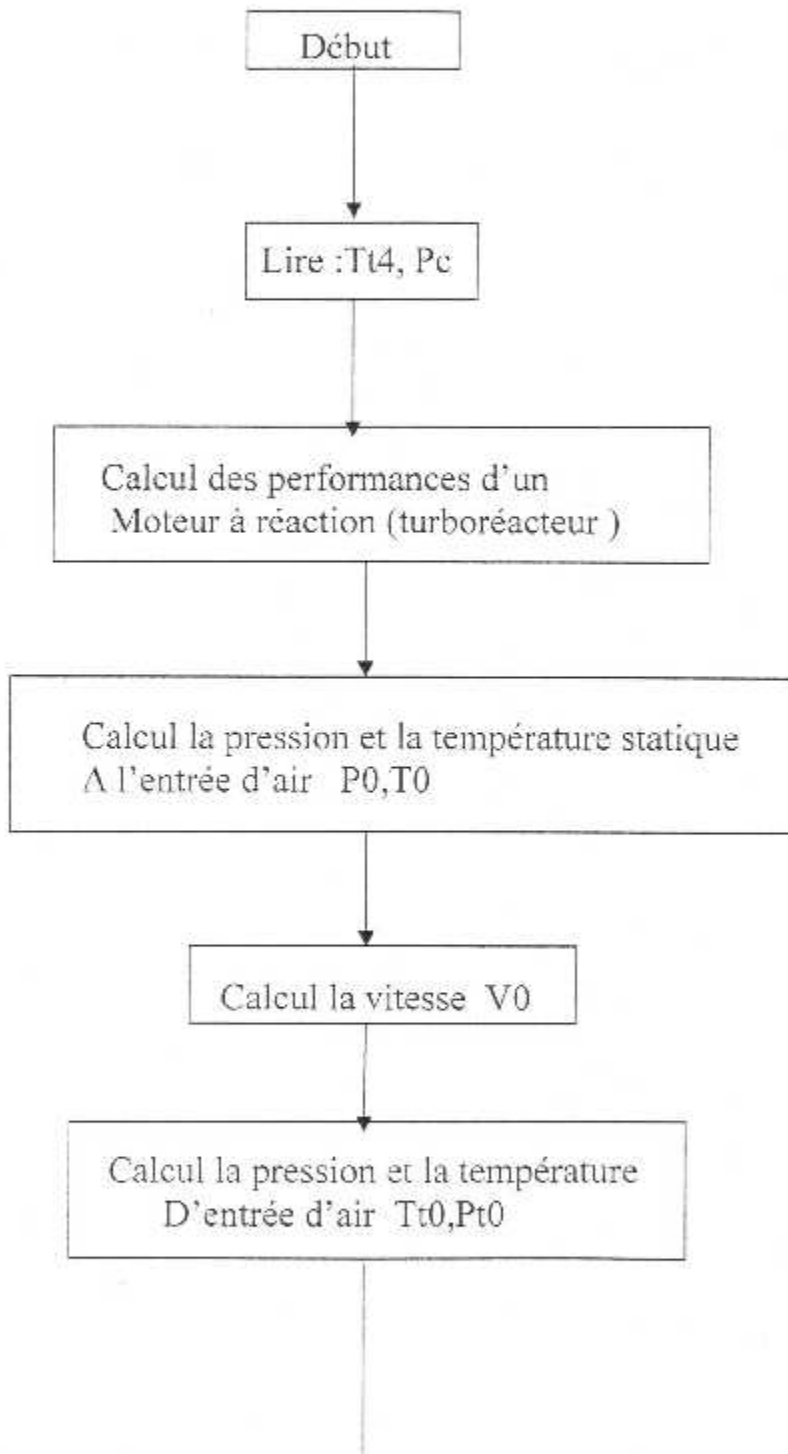 Début
Lire :Tt4, Pc
Calcul des performances d'un
Moteur à réaction (turboréacteur )
Calcul la pression et la température statique
A l'entrée d'air P0,T0
Calcul la vitesse V0
Calcul la pression et la température
D'entrée d'air Tt0,Pt0